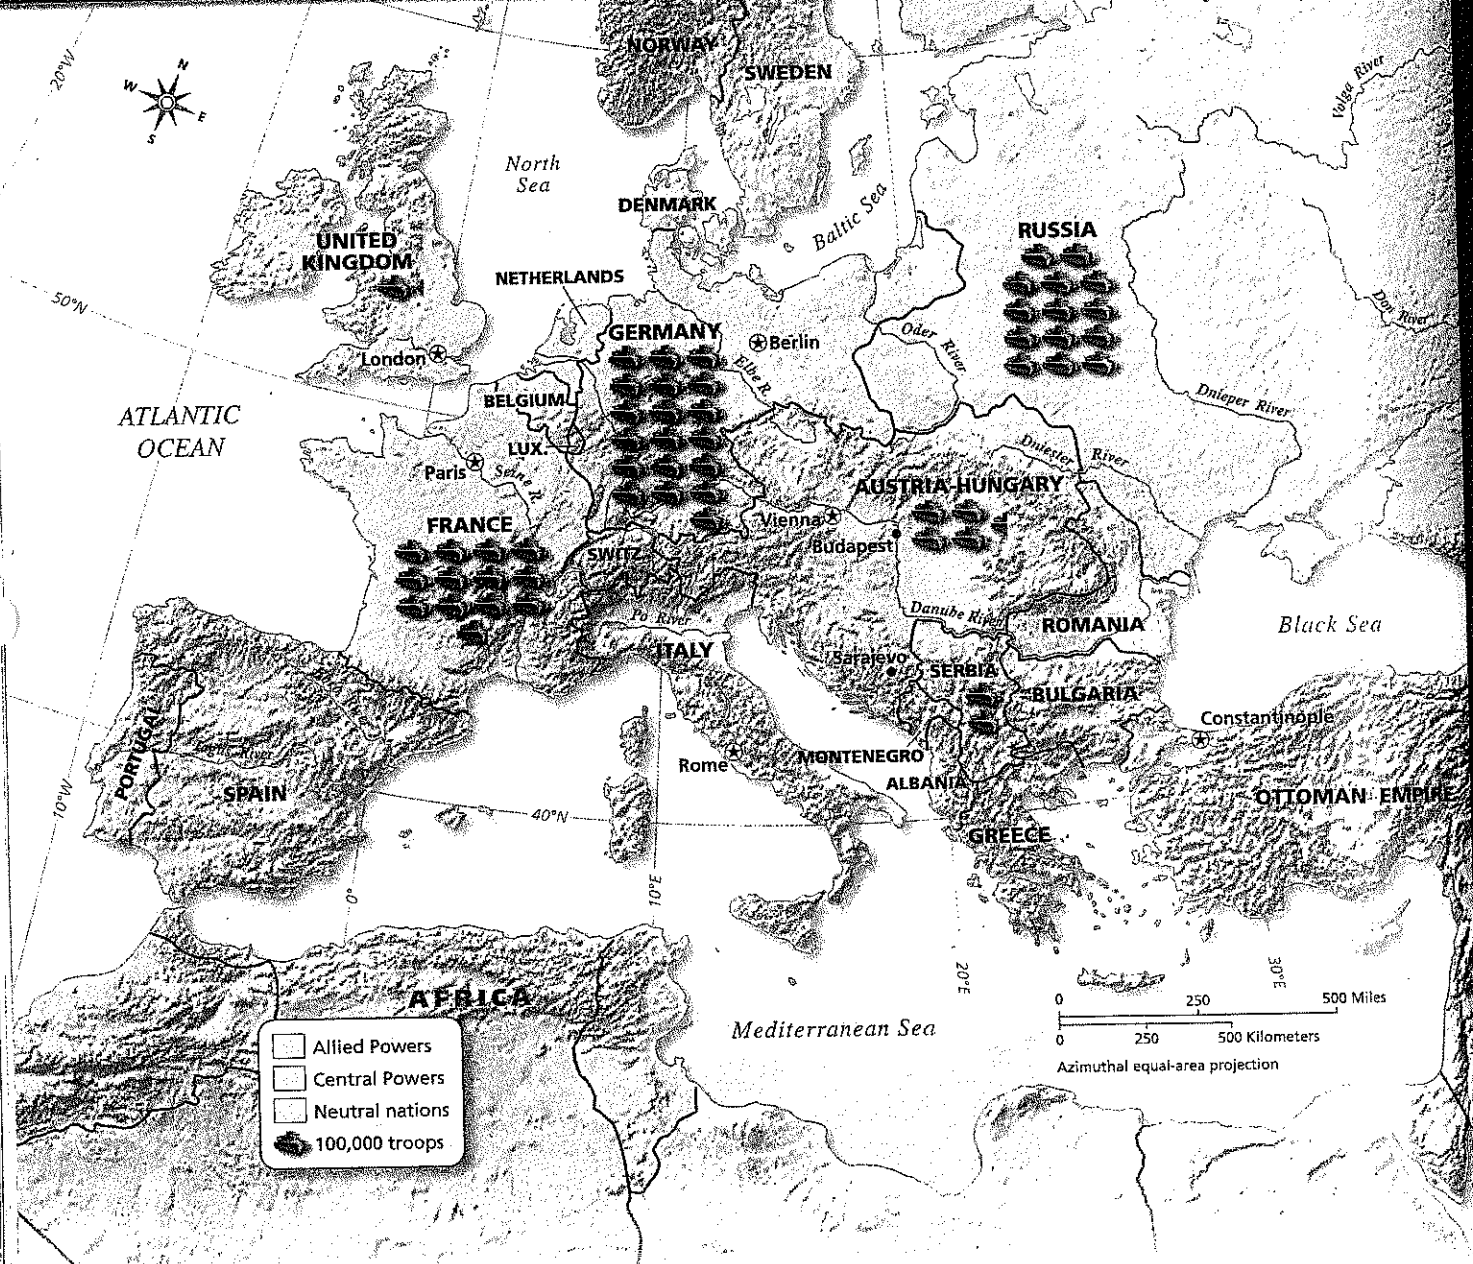 20°W
N
W
E
S
NORWAY
SWEDEN
Volga River
North
Sea
DENMARK
Baltic Sea
UNITED
KINGDOM
RUSSIA
NETHERLANDS
50°N
GERMANY
Berlin
Oder River
Don River
London
Elbe R.
Dnieper River
BELGIUM
ATLANTIC
OCEAN
LUX.
Paris
Seine R.
Dniester River
AUSTRIA-HUNGARY
FRANCE
Vienna
Budapest
SWITZ.
Danube River
Po River
ROMANIA
Black Sea
ITALY
Sarajevo
SERBIA
BULGARIA
Constantinople
PORTUGAL
Rome
MONTENEGRO
ALBANIA
SPAIN
OTTOMAN EMPIRE
10°W
40°N
GREECE
0°
10°E
20°E
30°E
AFRICA
0 250 500 Miles
0 250 500 Kilometers
Azimuthal equal-area projection
Mediterranean Sea
Allied Powers
Central Powers
Neutral nations
100,000 troops